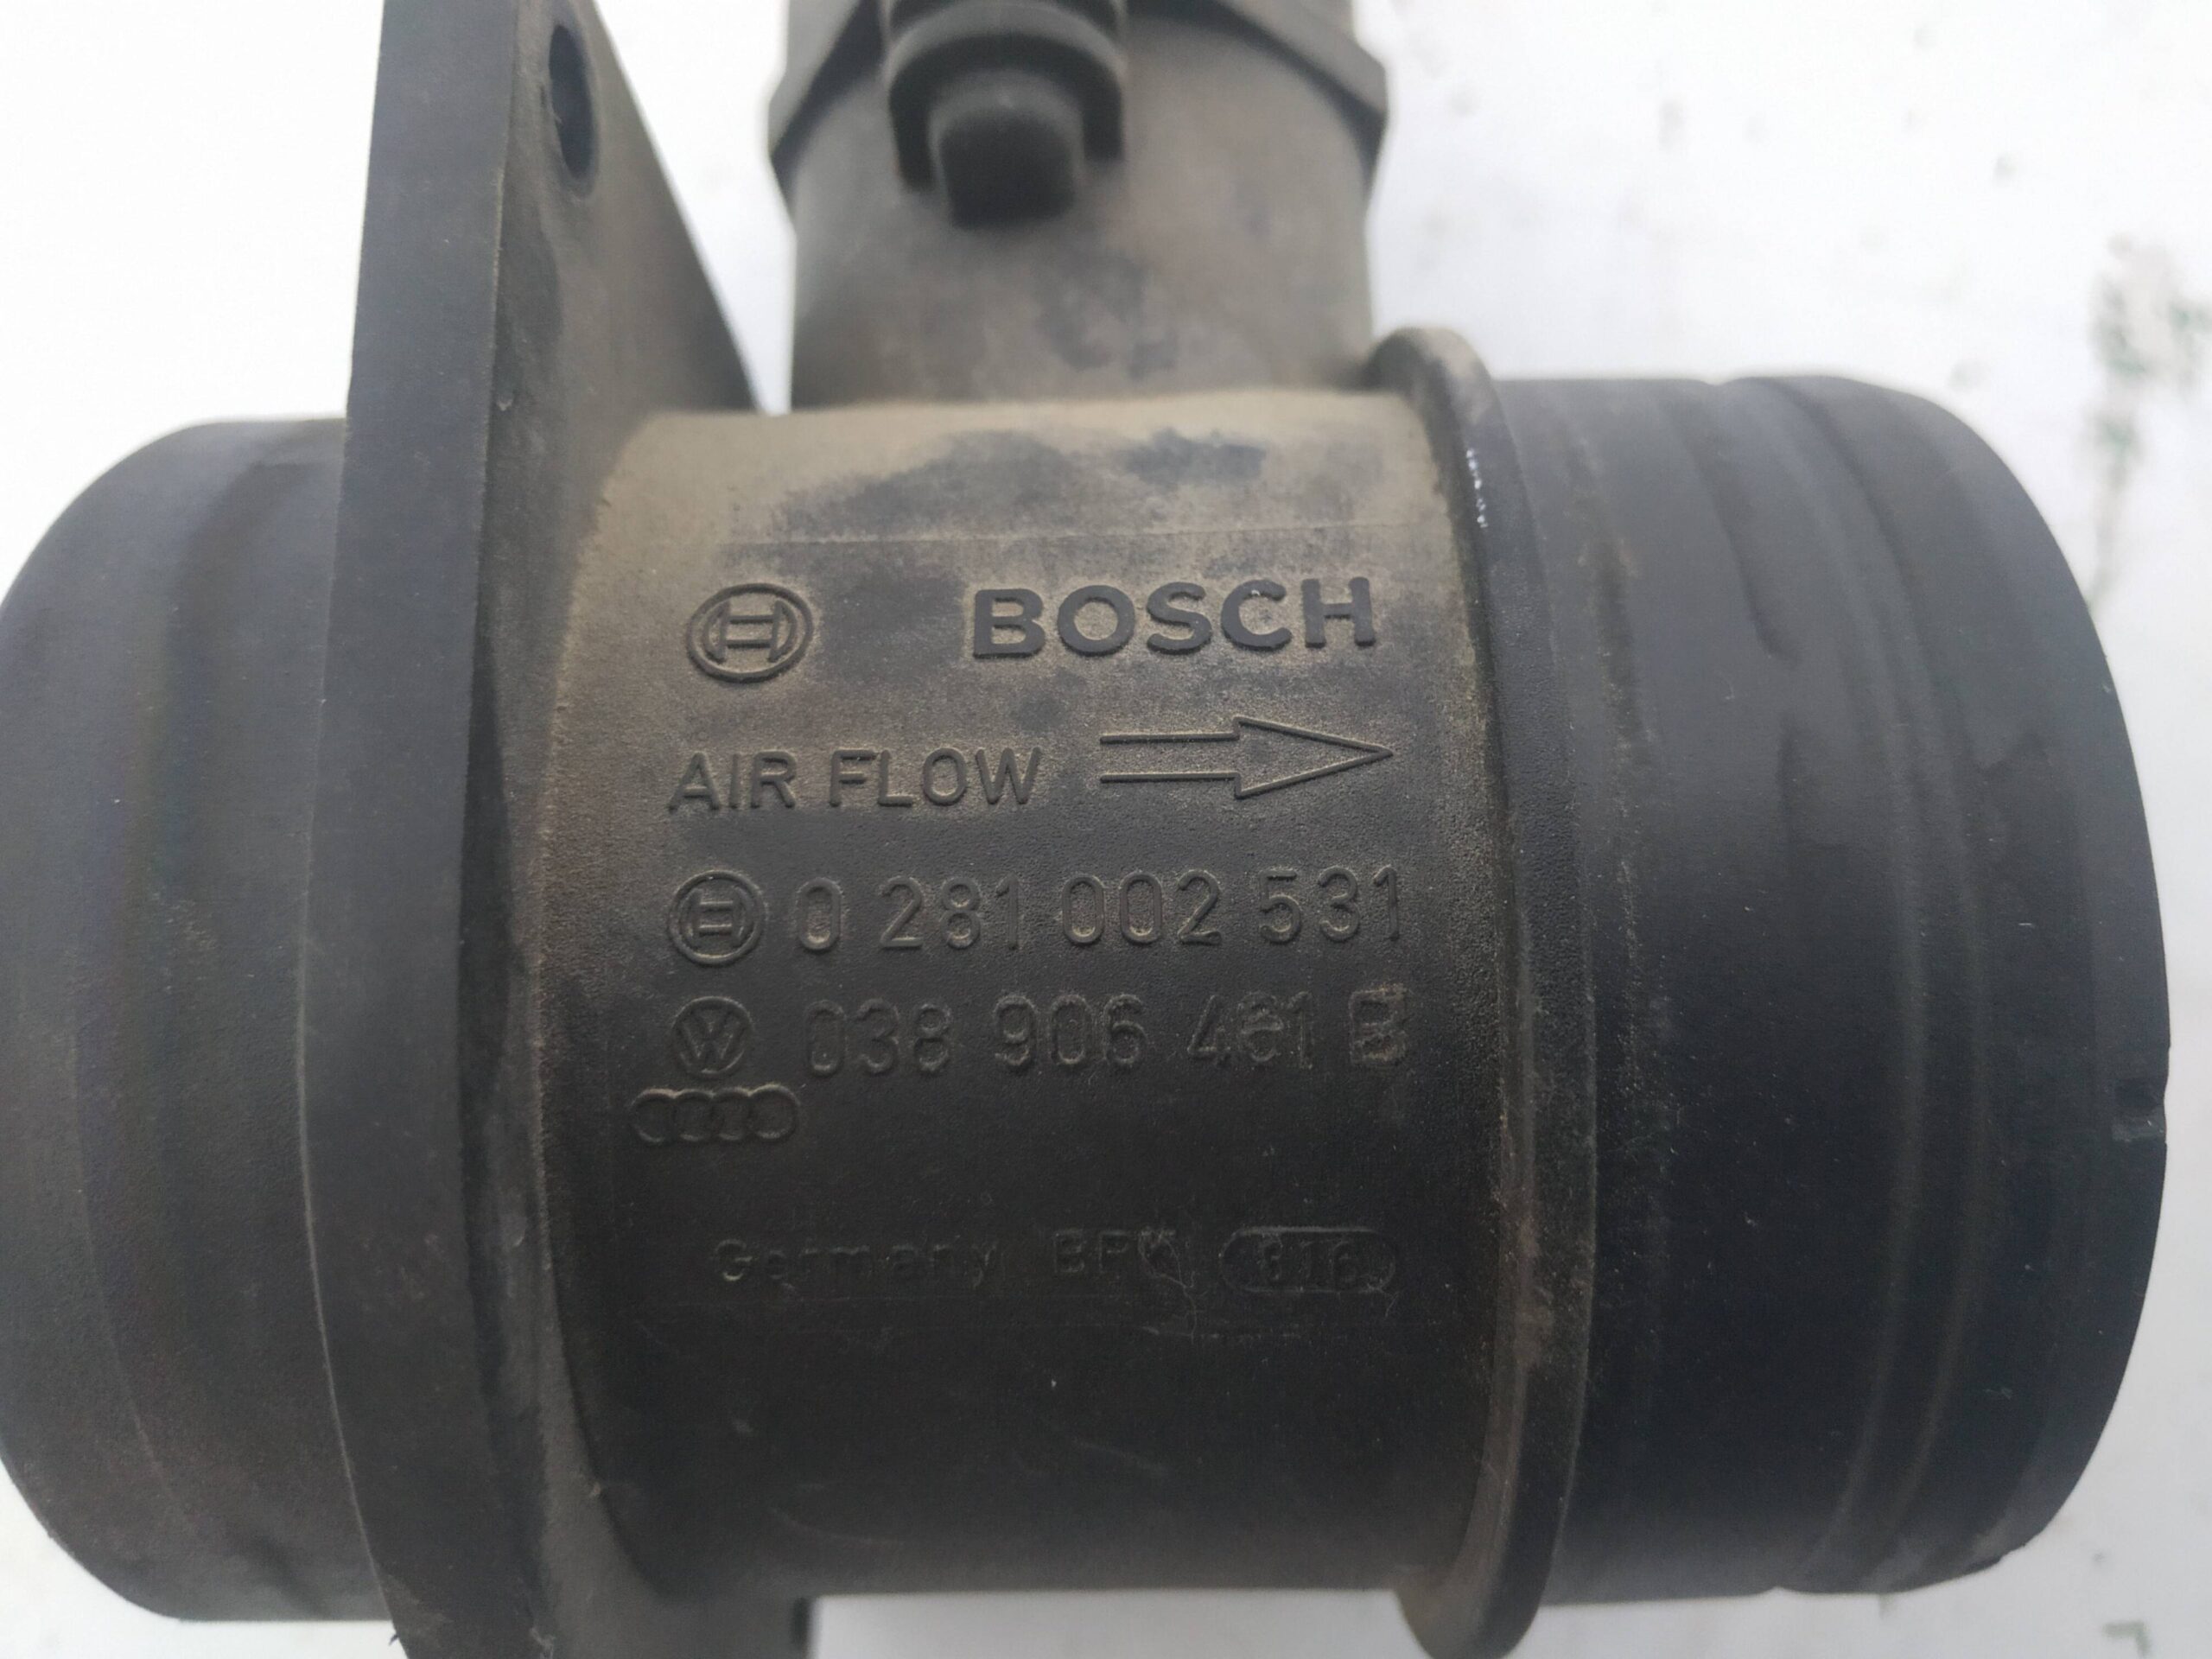 BOSCH
AIR FLOW
0 281 002 531
038 906 461 B
Germany